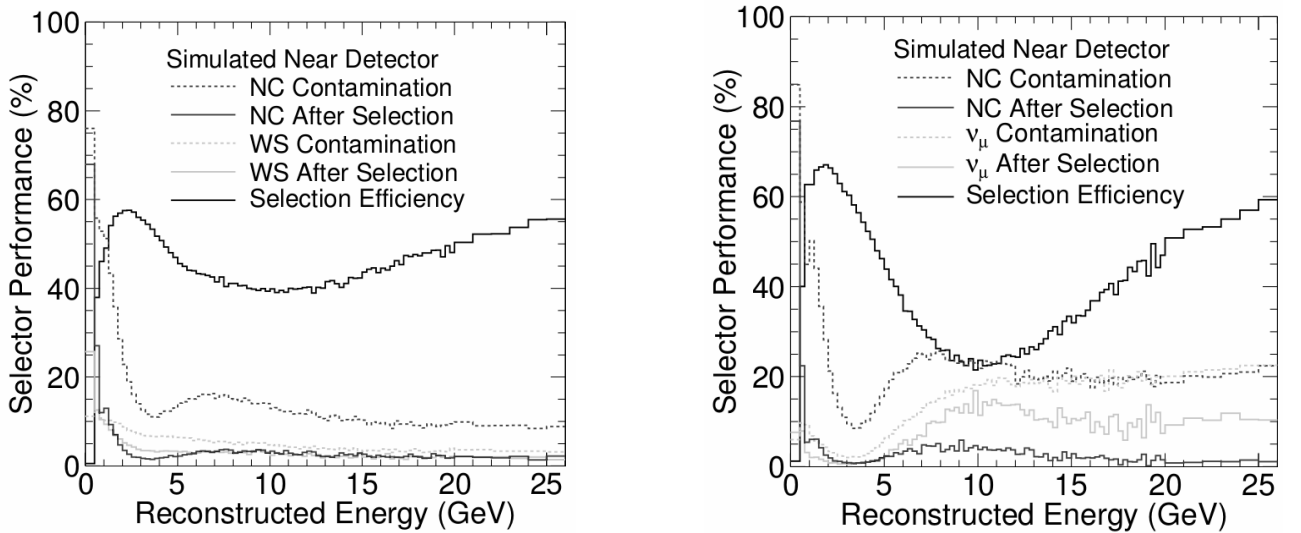 100
80
60
40
20
0
Selector Performance (%)
Simulated Near Detector
NC Contamination
NC After Selection
WS Contamination
WS After Selection
Selection Efficiency
0 5 10 15 20 25
Reconstructed Energy (GeV)
100
80
60
40
20
0
Selector Performance (%)
Simulated Near Detector
NC Contamination
NC After Selection
νμ Contamination
νμ After Selection
Selection Efficiency
0 5 10 15 20 25
Reconstructed Energy (GeV)